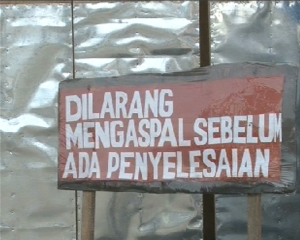 DILARANG
MENGASPAL SEBELUM
ADA PENYELESAIAN